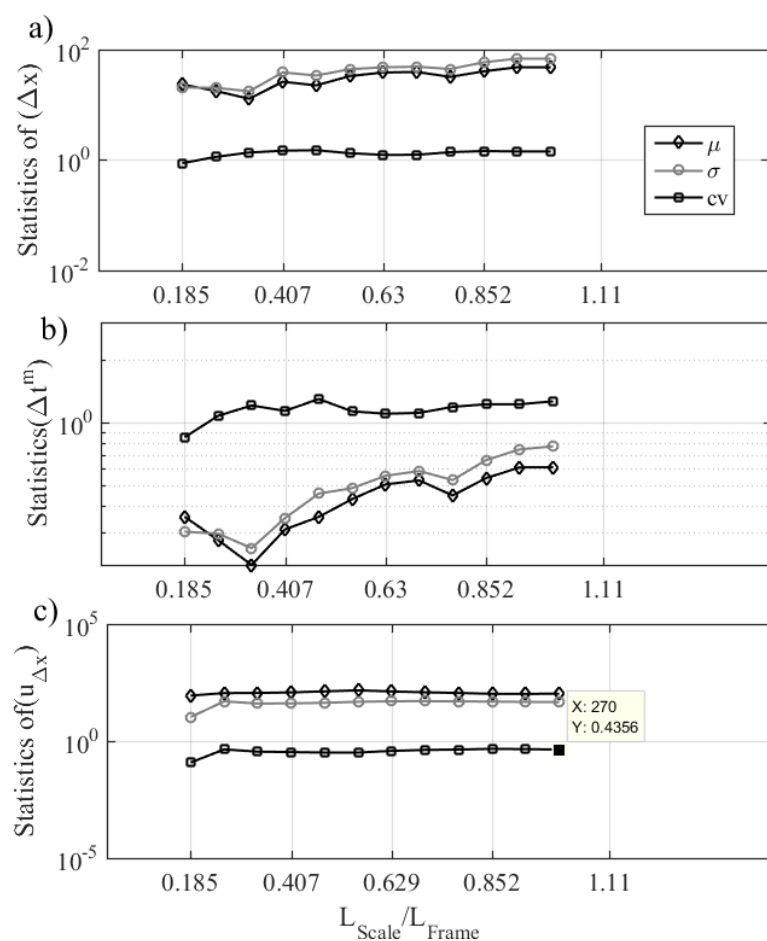 a)
Statistics of (Δx)
10^2
10^0
10^-2
μ
σ
cv
0.185 0.407 0.63 0.852 1.11
b)
Statistics(Δt^m)
10^0
0.185 0.407 0.63 0.852 1.11
c)
Statistics of(u_Δx)
10^5
10^0
10^-5
X: 270
Y: 0.4356
0.185 0.407 0.629 0.852 1.11
L_Scale/L_Frame